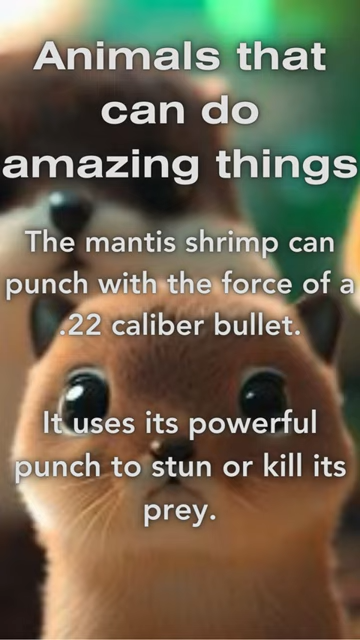 Animals that
can do
amazing things
The mantis shrimp can
punch with the force of a
.22 caliber bullet.
It uses its powerful
punch to stun or kill its
prey.